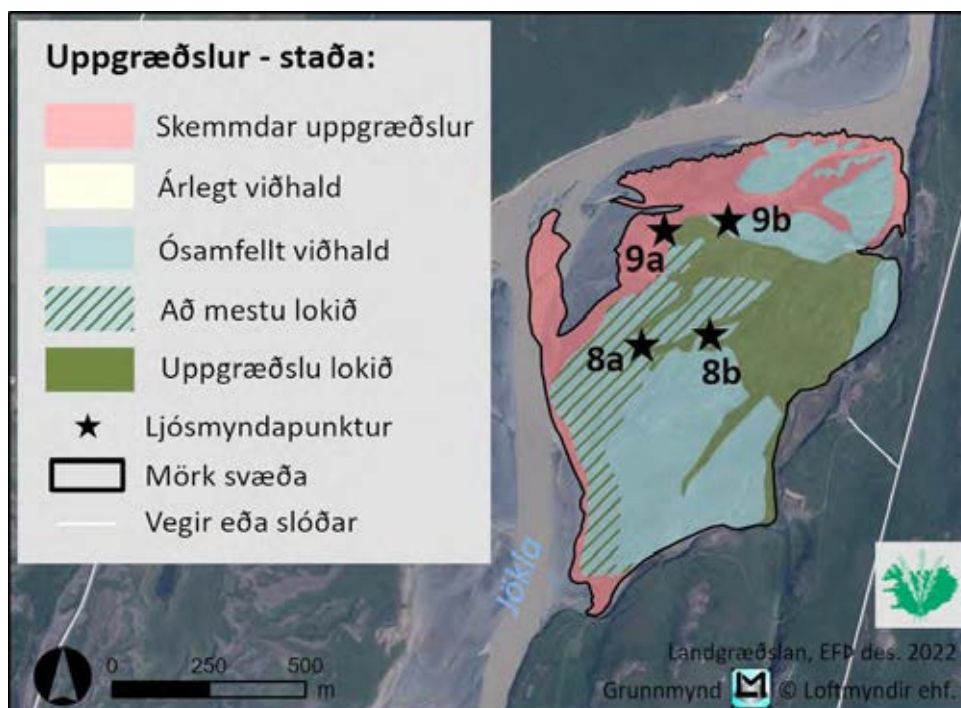 Uppgræðslur - staða:
Skemmdar uppgræðslur
Árlegt viðhald
Ósamfellt viðhald
Að mestu lokið
Uppgræðslu lokið
Ljósmyndapunktur
Mörk svæða
Vegir eða slóðar
9b
9a
8a
8b
Jökla
0 250 500
m
Landgræðslan, EFÞ des. 2022
Grunnmynd © Loftmyndir ehf.